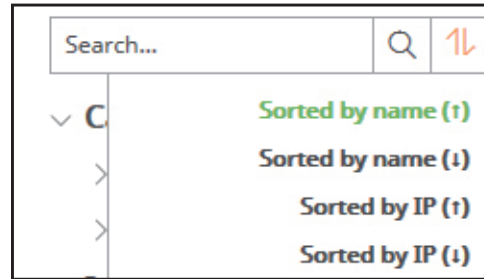 Search...
Sorted by name (↑)
Sorted by name (↓)
Sorted by IP (↑)
Sorted by IP (↓)